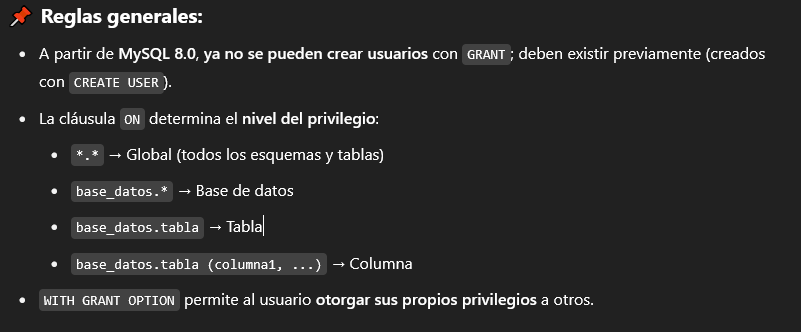 📌 Reglas generales:
• A partir de MySQL 8.0, ya no se pueden crear usuarios con GRANT; deben existir previamente (creados
con CREATE USER).
• La cláusula ON determina el nivel del privilegio:
• *.* → Global (todos los esquemas y tablas)
• base_datos.* → Base de datos
• base_datos.tabla → Tabla
• base_datos.tabla (columna1, ...) → Columna
• WITH GRANT OPTION permite al usuario otorgar sus propios privilegios a otros.